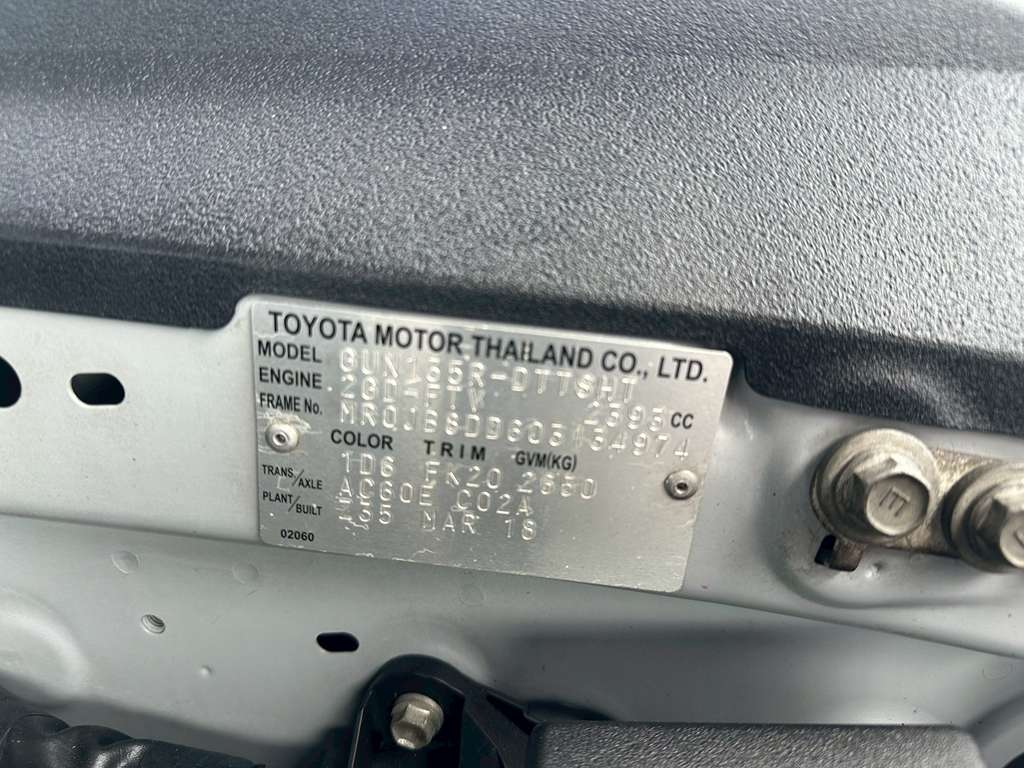 TOYOTA MOTOR THAILAND CO., LTD.
MODEL GUN165R-DTTSHT
ENGINE 2GD-FTV 2393 CC
FRAME No.
COLOR TRIM GVM(KG)
1D6 FK20
TRANS/AXLE AC60E C02A
PLANT/BUILT MAR 18
02060